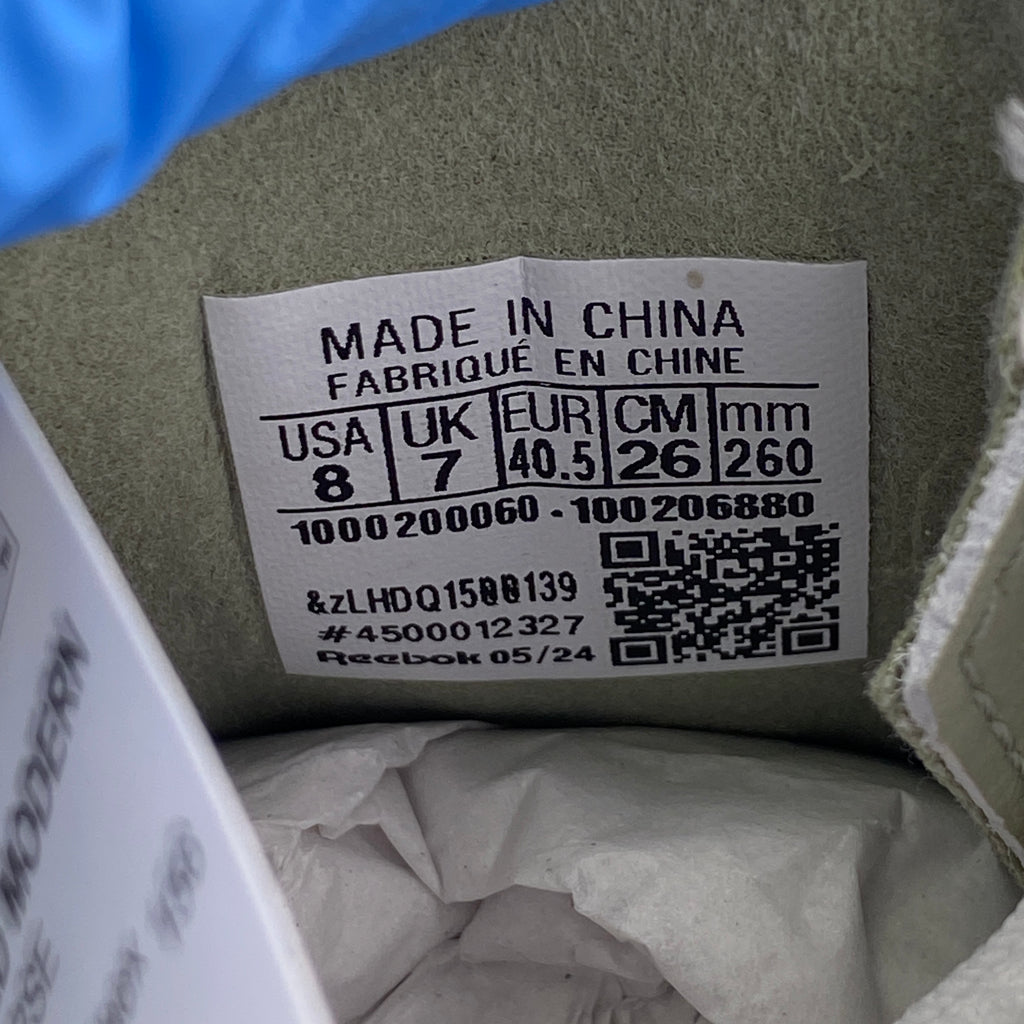 MADE IN CHINA
FABRIQUÉ EN CHINE
USA UK EUR CM mm
8 7 40.5 26 260
1000200060 - 100206880
&zLHDQ1500139
#4500012327
Reebok 05/24
MODERN